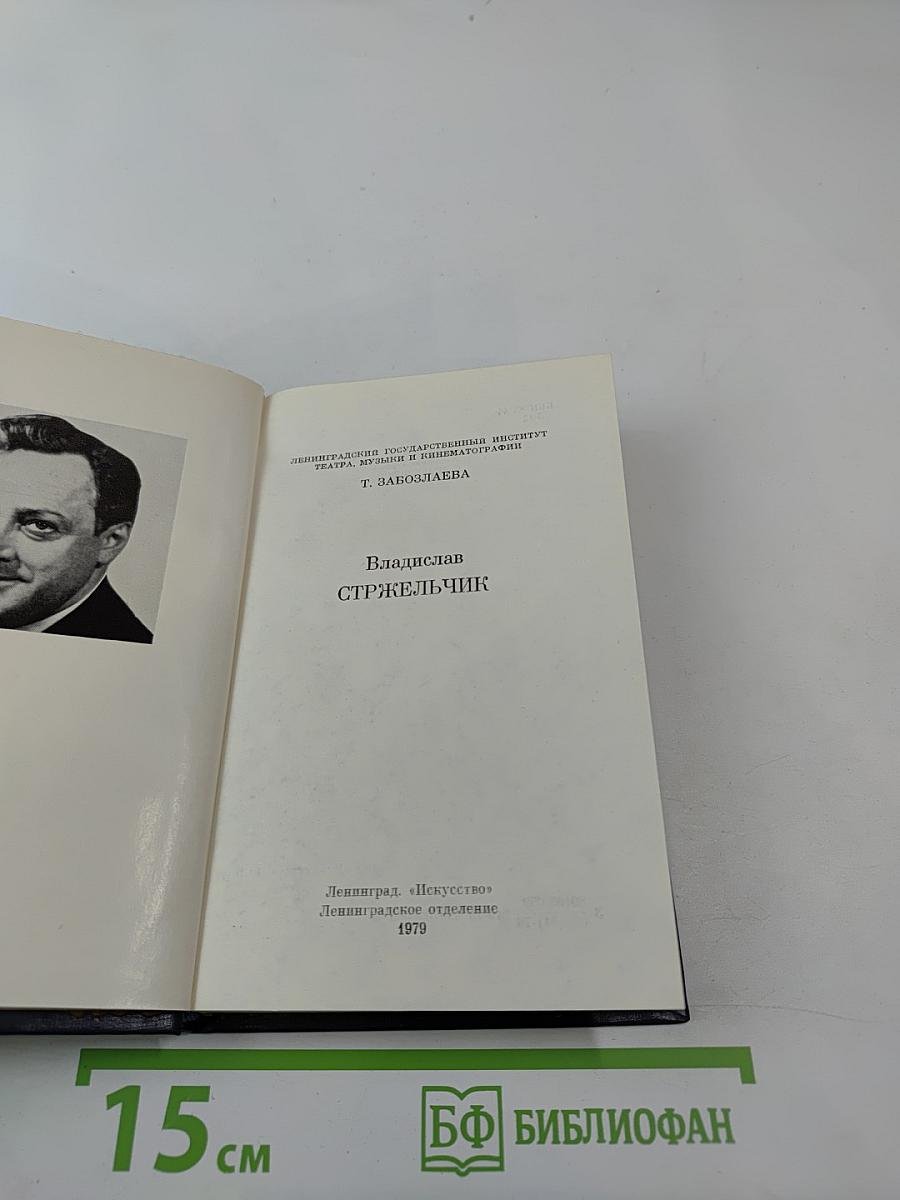 ЛЕНИНГРАДСКИЙ ГОСУДАРСТВЕННЫЙ ИНСТИТУТ
ТЕАТРА, МУЗЫКИ И КИНЕМАТОГРАФИИ
Т. ЗАБОЗЛАЕВА
Владислав
СТРЖЕЛЬЧИК
Ленинград. «Искусство»
Ленинградское отделение
1979
15 см
БФ БИБЛИОФАН